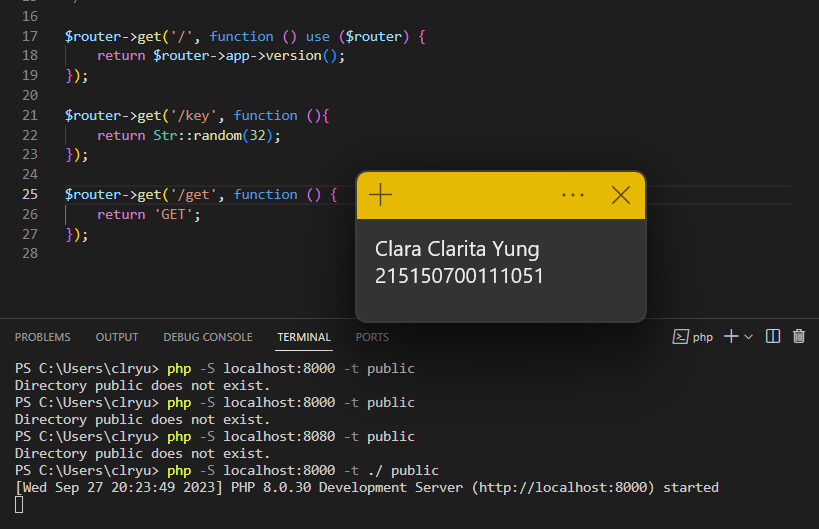 16
17 $router->get('/', function () use ($router) {
18     return $router->app->version();
19 });
20
21 $router->get('/key', function (){
22     return Str::random(32);
23 });
24
25 $router->get('/get', function () {
26     return 'GET';
27 });
28
Clara Clarita Yung
215150700111051
PROBLEMS OUTPUT DEBUG CONSOLE TERMINAL PORTS php
PS C:\Users\clryu> php -S localhost:8000 -t public
Directory public does not exist.
PS C:\Users\clryu> php -S localhost:8000 -t public
Directory public does not exist.
PS C:\Users\clryu> php -S localhost:8080 -t public
Directory public does not exist.
PS C:\Users\clryu> php -S localhost:8000 -t ./ public
[Wed Sep 27 20:23:49 2023] PHP 8.0.30 Development Server (http://localhost:8000) started